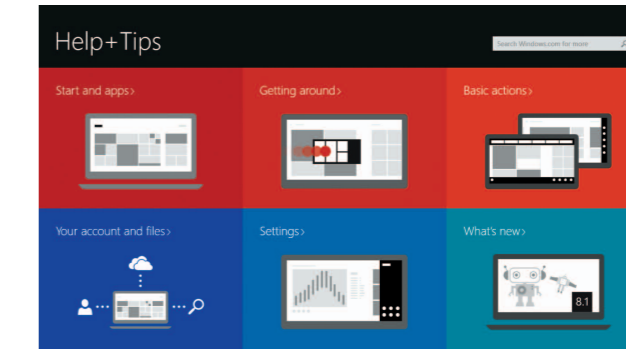 Help+Tips
Search Windows.com for more
Start and apps›
Getting around›
Basic actions›
Your account and files›
Settings›
What's new›
8.1